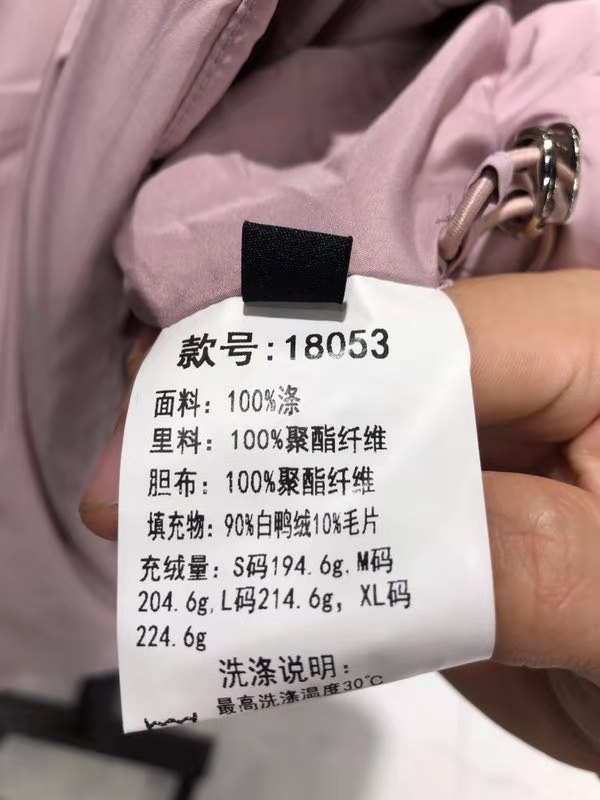 款号:18053
面料: 100%涤
里料: 100%聚酯纤维
胆布: 100%聚酯纤维
填充物: 90%白鸭绒10%毛片
充绒量: S码194.6g,M码
204.6g,L码214.6g, XL码
224.6g
洗涤说明:
最高洗涤温度30℃